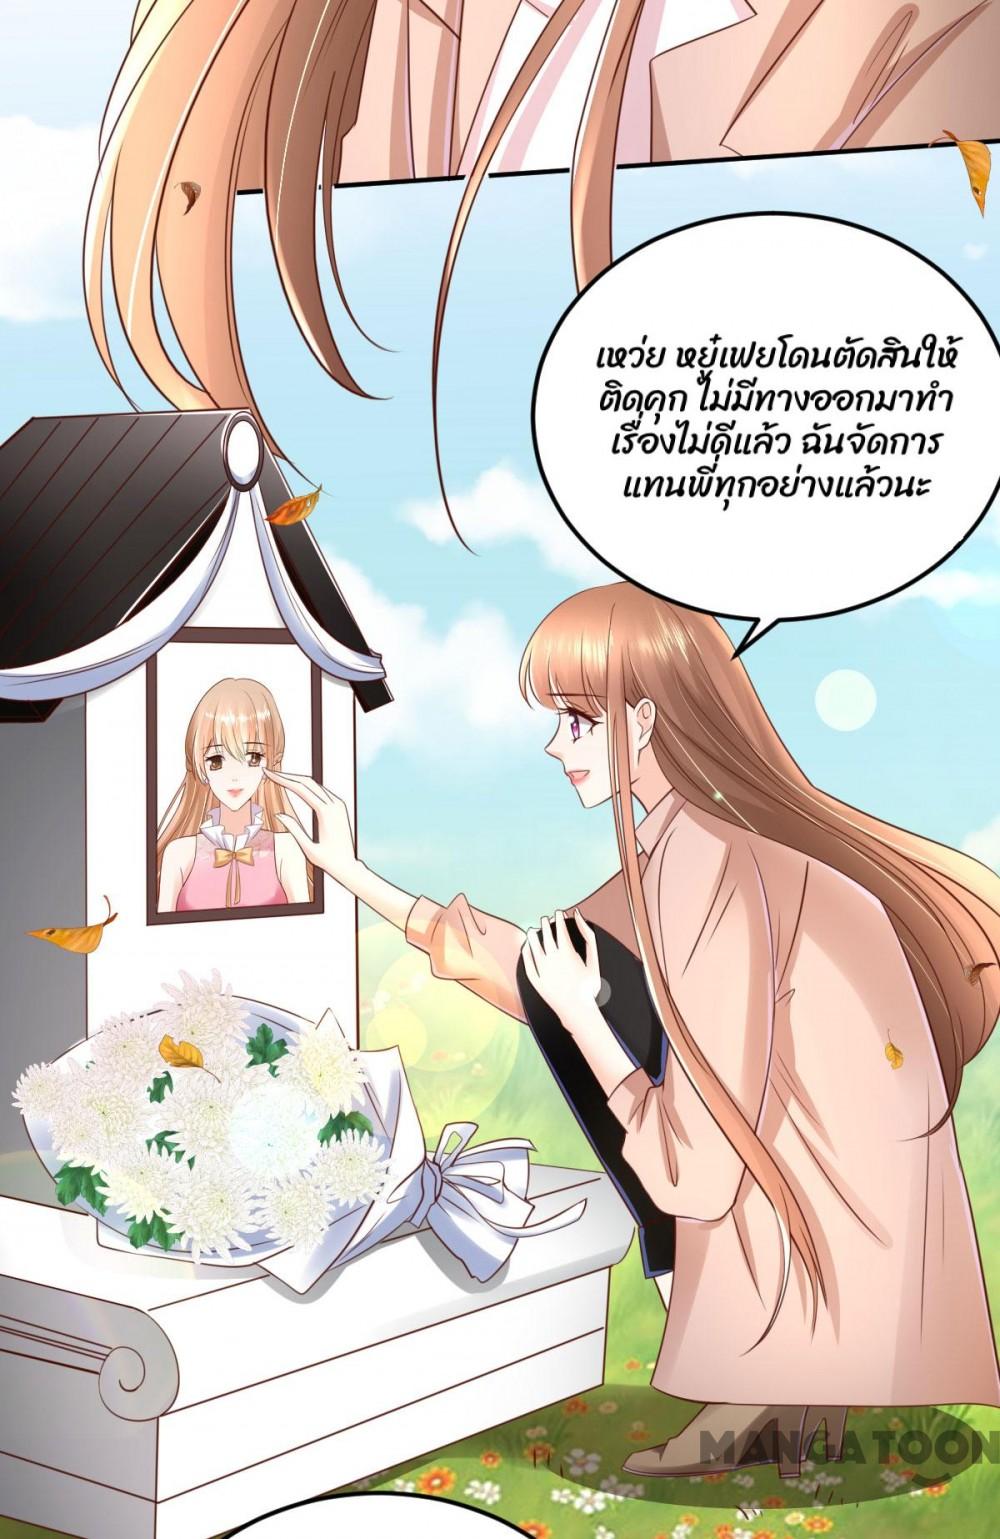 เหว่ย หยู๋เฟยโดนตัดสินให้
ติดคุก ไม่มีทางออกมาทำ
เรื่องไม่ดีแล้ว ฉันจัดการ
แทนพี่ทุกอย่างแล้วนะ
MANGATOON